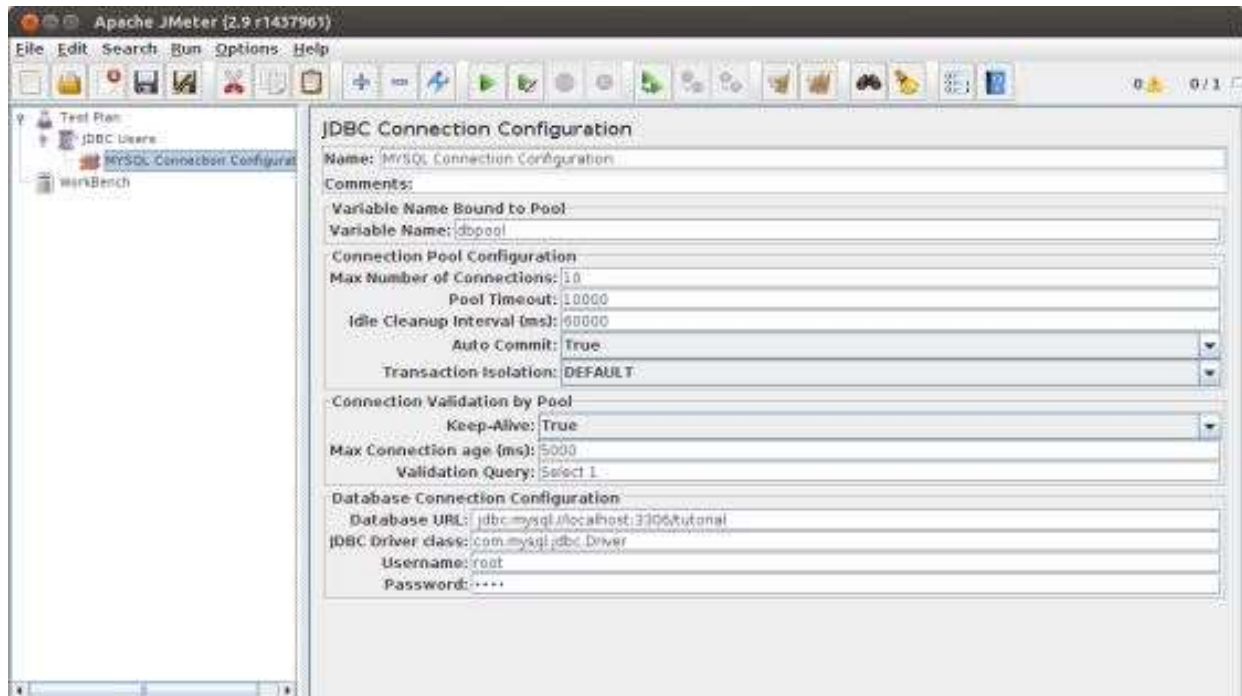 Apache JMeter (2.9 r1437961)
File Edit Search Run Options Help
0 0 / 1
Test Plan
JDBC Users
MYSQL Connection Configurat
WorkBench
JDBC Connection Configuration
Name: MYSQL Connection Configuration
Comments:
Variable Name Bound to Pool
Variable Name: dbpool
Connection Pool Configuration
Max Number of Connections: 10
Pool Timeout: 10000
Idle Cleanup Interval (ms): 60000
Auto Commit: True
Transaction Isolation: DEFAULT
Connection Validation by Pool
Keep-Alive: True
Max Connection age (ms): 5000
Validation Query: Select 1
Database Connection Configuration
Database URL: jdbc:mysql://localhost:3306/tutorial
JDBC Driver class: com.mysql.jdbc.Driver
Username: root
Password: ••••